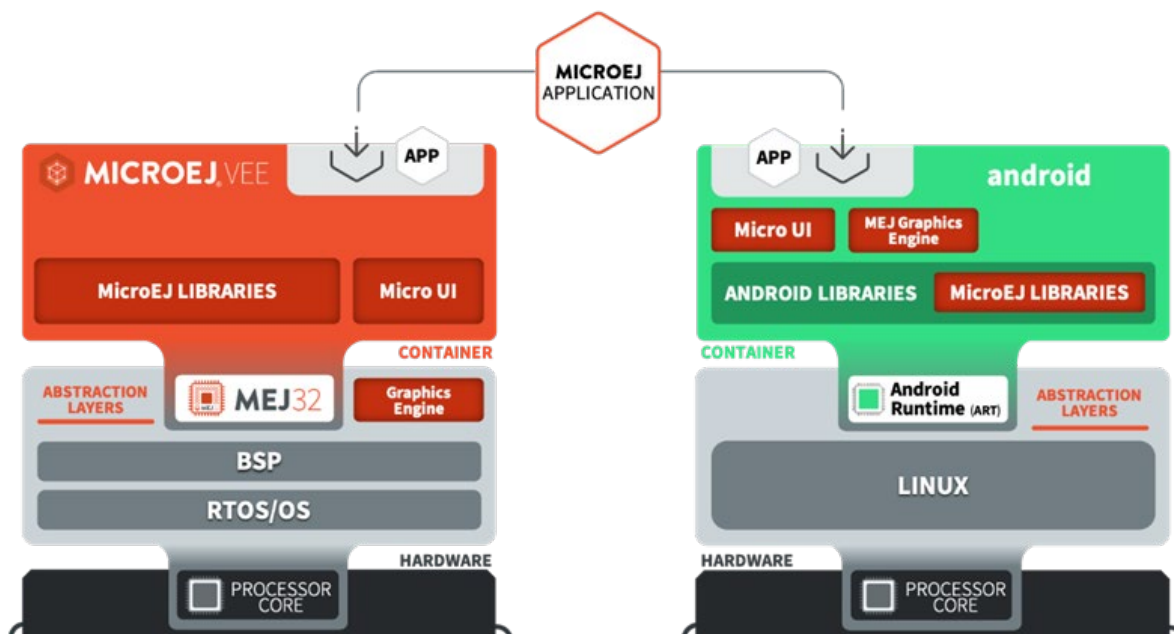 MICROEJ
APPLICATION
MICROEJ. VEE
APP
MicroEJ LIBRARIES
Micro UI
CONTAINER
ABSTRACTION
LAYERS
MEJ
MEJ32
Graphics
Engine
BSP
RTOS/OS
HARDWARE
PROCESSOR
CORE
APP
android
Micro UI
MEJ Graphics
Engine
ANDROID LIBRARIES
MicroEJ LIBRARIES
CONTAINER
Android
Runtime (ART)
ABSTRACTION
LAYERS
LINUX
HARDWARE
PROCESSOR
CORE